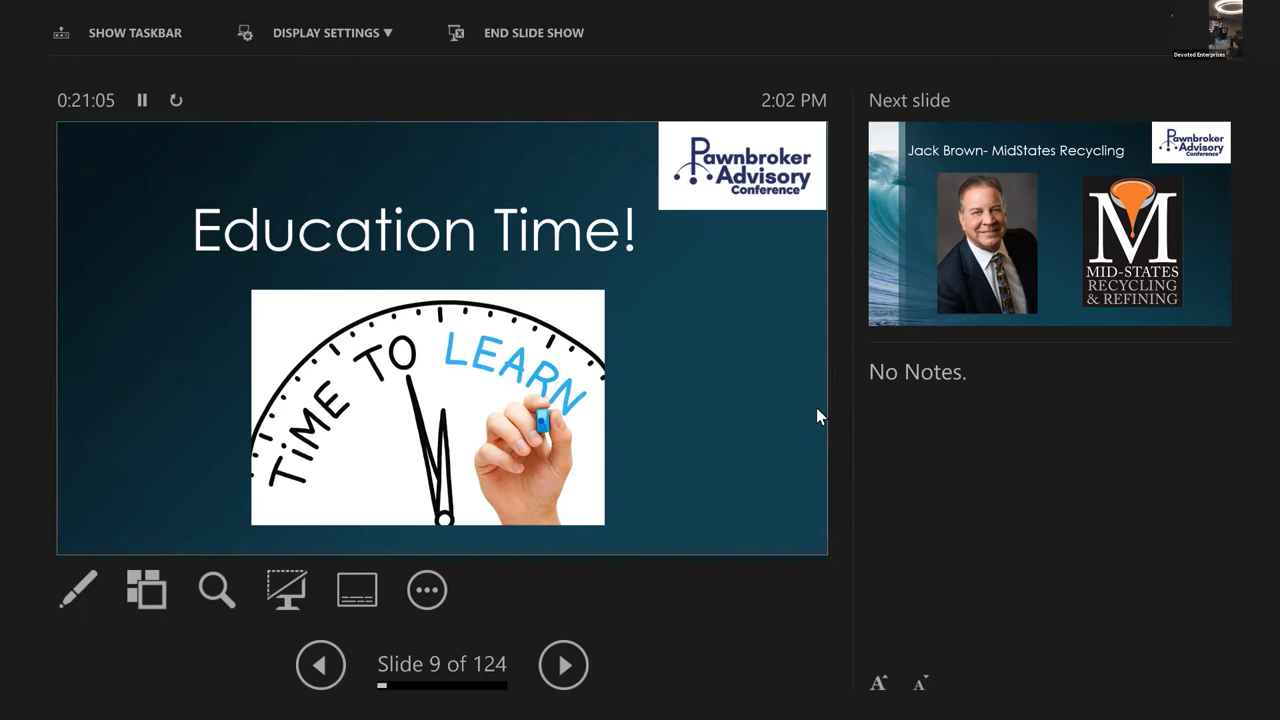 SHOW TASKBAR
DISPLAY SETTINGS ▼
END SLIDE SHOW
Devoted Enterprises
0:21:05
2:02 PM
Next slide
Pawnbroker
Advisory
Conference
Education Time!
TiME TO LEARN
Jack Brown- MidStates Recycling
Pawnbroker
Advisory
Conference
M
MID-STATES
RECYCLING
& REFINING
No Notes.
Slide 9 of 124
A A